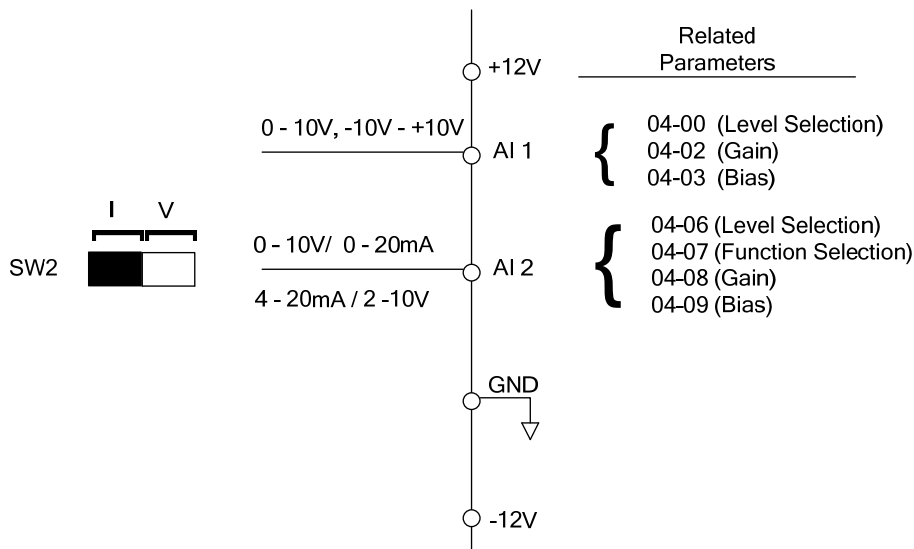 Related
Parameters
+12V
0 - 10V, -10V - +10V
AI 1
{
04-00 (Level Selection)
04-02 (Gain)
04-03 (Bias)
I V
SW2
0 - 10V/ 0 - 20mA
4 - 20mA / 2 -10V
AI 2
{
04-06 (Level Selection)
04-07 (Function Selection)
04-08 (Gain)
04-09 (Bias)
GND
-12V